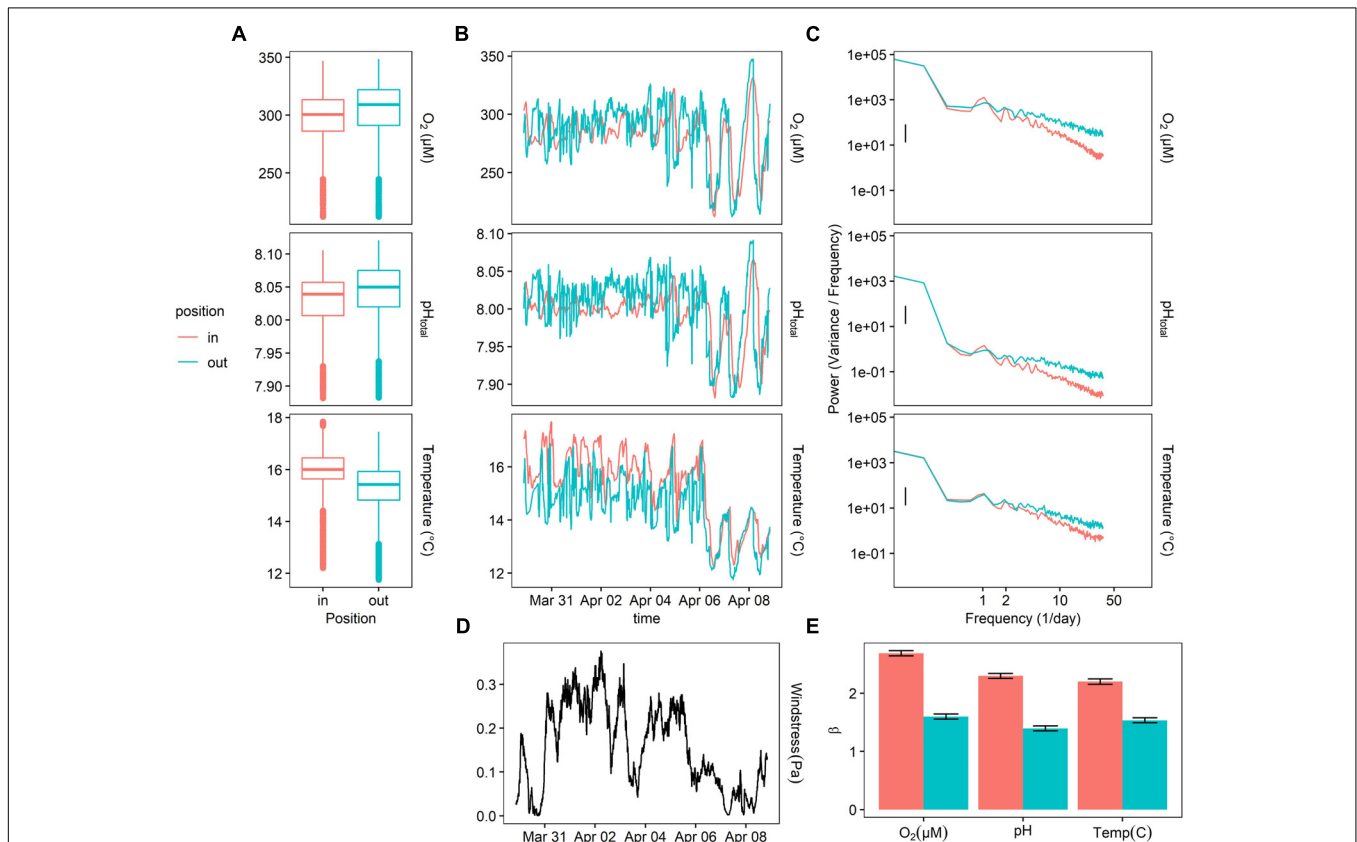 A
B
C
350
300
250
O₂ (µM)
350
300
250
O₂ (µM)
1e+05
1e+03
1e+01
1e-01
O₂ (µM)
position
in
out
8.10
8.05
8.00
7.95
7.90
pHtotal
8.10
8.05
8.00
7.95
7.90
pHtotal
Power (Variance / Frequency)
1e+05
1e+03
1e+01
1e-01
pHtotal
18
16
14
12
Temperature (°C)
in
out
Position
16
14
12
Temperature (°C)
Mar 31
Apr 02
Apr 04
Apr 06
Apr 08
time
1e+05
1e+03
1e+01
1e-01
Temperature (°C)
1
2
10
50
Frequency (1/day)
D
0.3
0.2
0.1
0.0
Windstress(Pa)
Mar 31
Apr 02
Apr 04
Apr 06
Apr 08
E
β
2
1
0
O₂(µM)
pH
Temp(C)